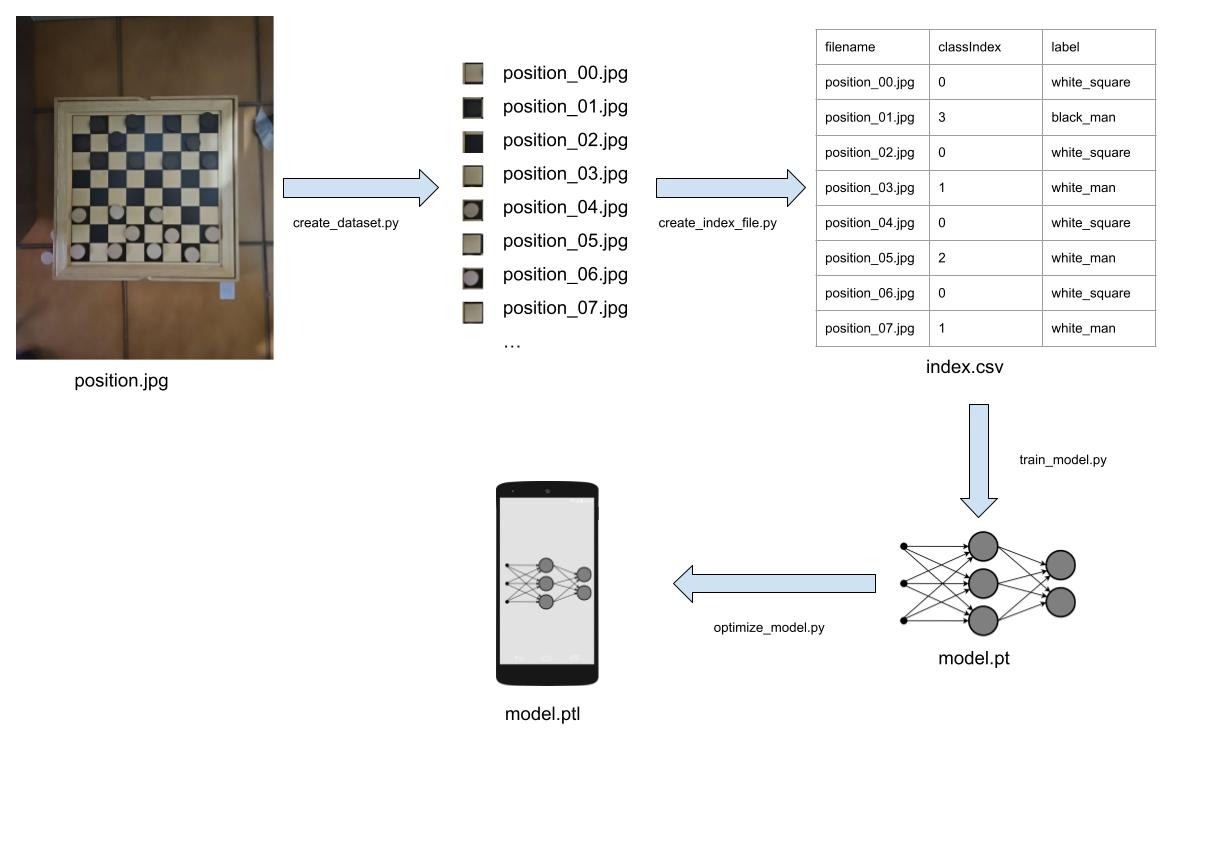 position_00.jpg
position_01.jpg
position_02.jpg
position_03.jpg
position_04.jpg
position_05.jpg
position_06.jpg
position_07.jpg
…
create_dataset.py
create_index_file.py
filename classIndex label
position_00.jpg 0 white_square
position_01.jpg 3 black_man
position_02.jpg 0 white_square
position_03.jpg 1 white_man
position_04.jpg 0 white_square
position_05.jpg 2 white_man
position_06.jpg 0 white_square
position_07.jpg 1 white_man
position.jpg
index.csv
train_model.py
optimize_model.py
model.pt
model.ptl